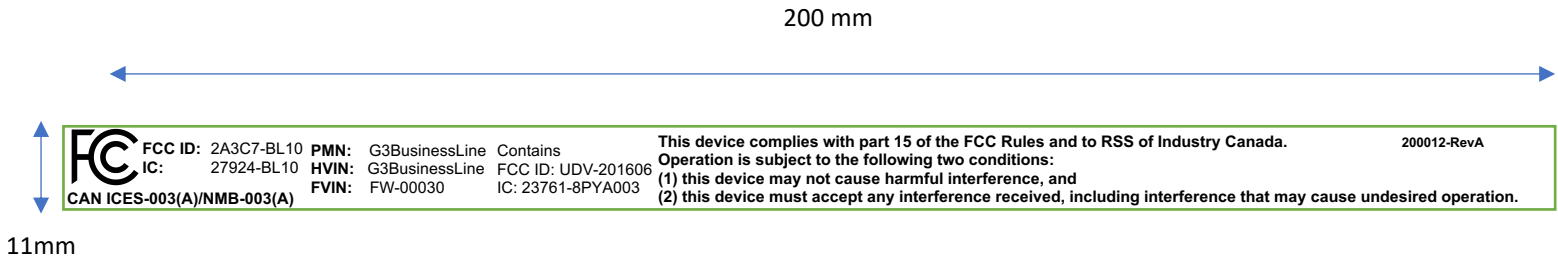 200 mm
FC FCC ID: 2A3C7-BL10
IC: 27924-BL10
CAN ICES-003(A)/NMB-003(A)
PMN: G3BusinessLine
HVIN: G3BusinessLine
FVIN: FW-00030
Contains
FCC ID: UDV-201606
IC: 23761-8PYA003
This device complies with part 15 of the FCC Rules and to RSS of Industry Canada.
Operation is subject to the following two conditions:
(1) this device may not cause harmful interference, and
(2) this device must accept any interference received, including interference that may cause undesired operation.
200012-RevA
11mm